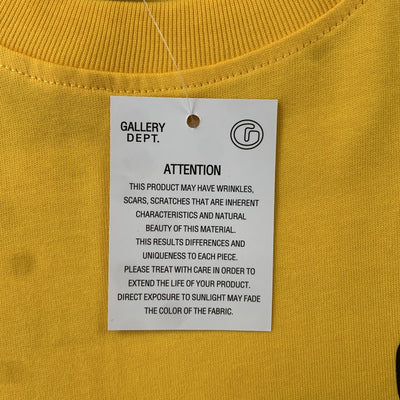 GALLERY
DEPT.
ATTENTION
THIS PRODUCT MAY HAVE WRINKLES,
SCARS, SCRATCHES THAT ARE INHERENT
CHARACTERISTICS AND NATURAL
BEAUTY OF THIS MATERIAL.
THIS RESULTS DIFFERENCES AND
UNIQUENESS TO EACH PIECE.
PLEASE TREAT WITH CARE IN ORDER TO
EXTEND THE LIFE OF YOUR PRODUCT.
DIRECT EXPOSURE TO SUNLIGHT MAY FADE
THE COLOR OF THE FABRIC.